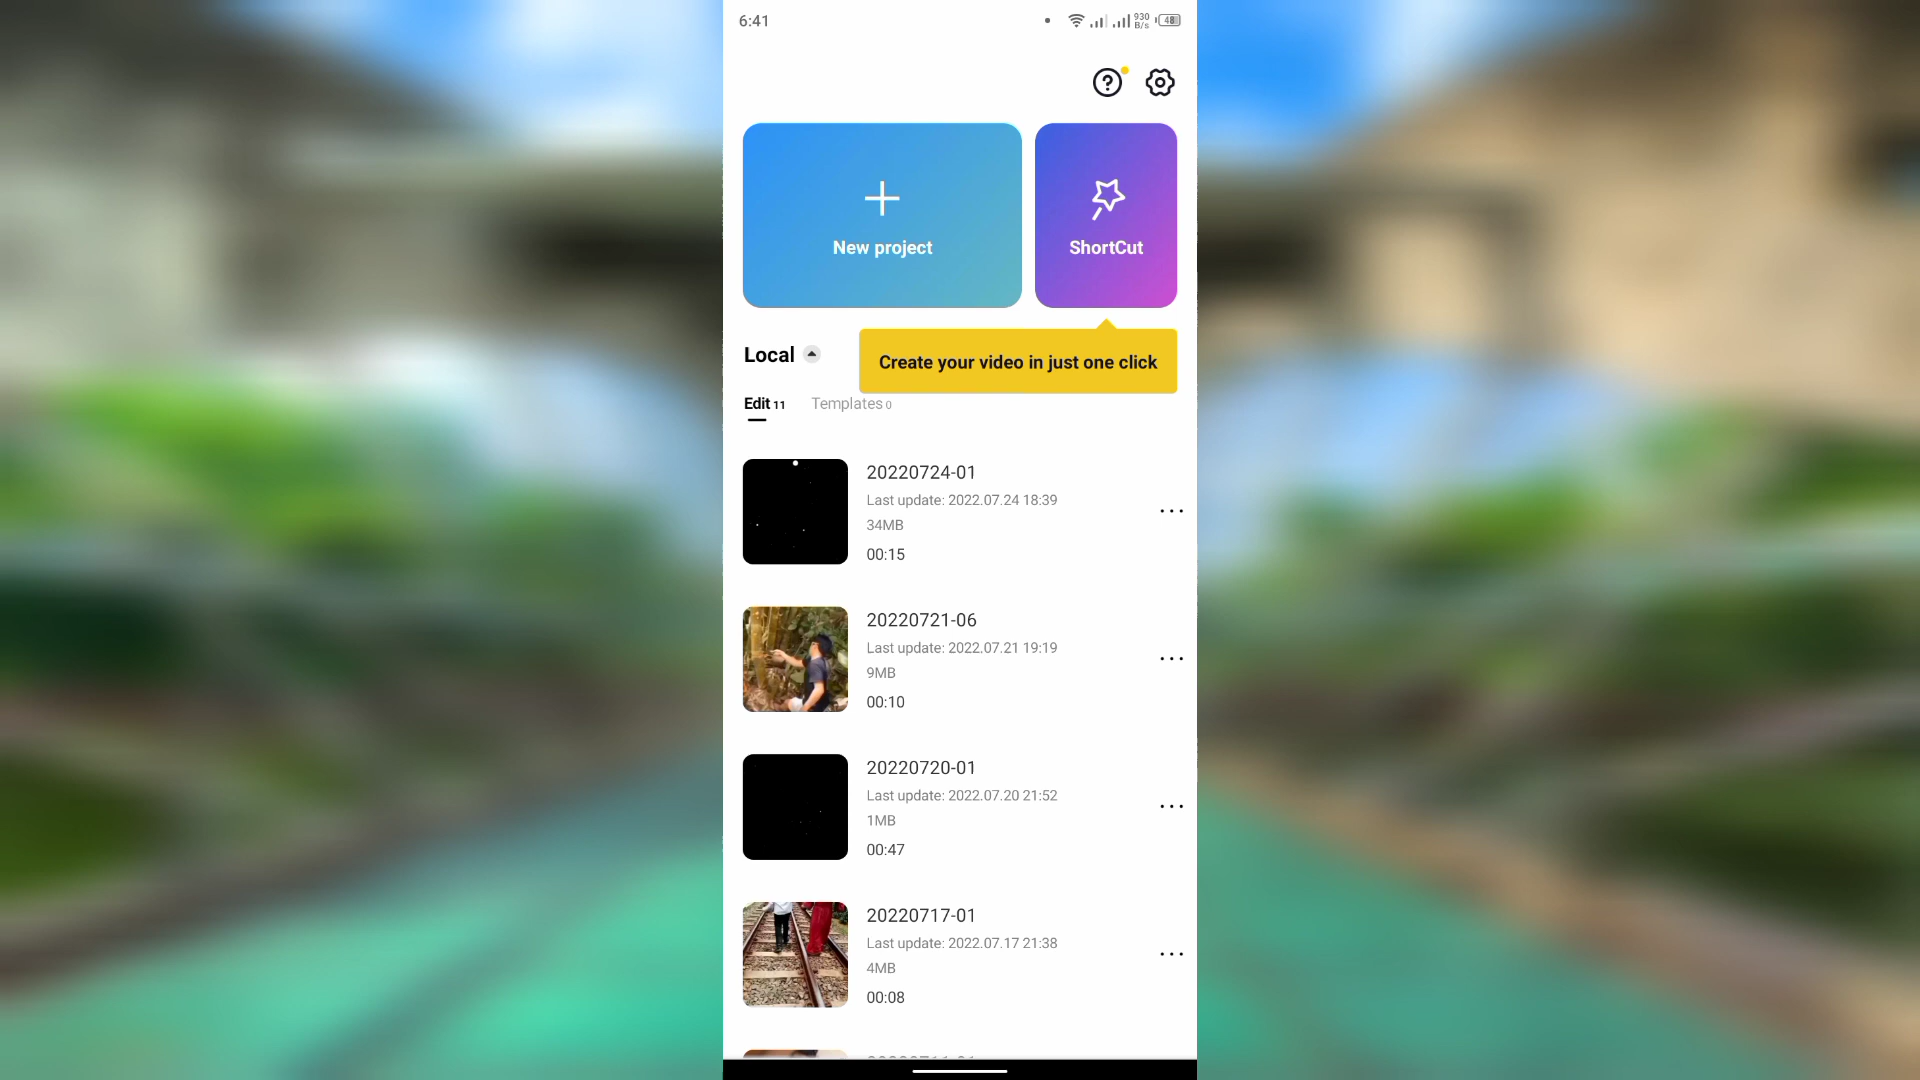 6:41
930
B/s
48
New project
ShortCut
Create your video in just one click
Local
Edit 11
Templates 0
20220724-01
Last update: 2022.07.24 18:39
34MB
00:15
20220721-06
Last update: 2022.07.21 19:19
9MB
00:10
20220720-01
Last update: 2022.07.20 21:52
1MB
00:47
20220717-01
Last update: 2022.07.17 21:38
4MB
00:08